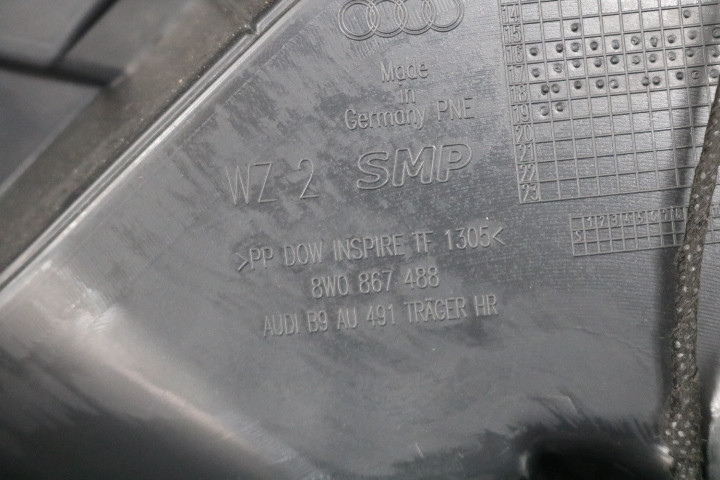 Made
in
Germany PNE
WZ 2 SMP
>PP DOW INSPIRE TF 1305<
8W0 867 488
AUDI B9 AU 491 TRÄGER HR
14
15
16
17
18
19
20
21
22
23